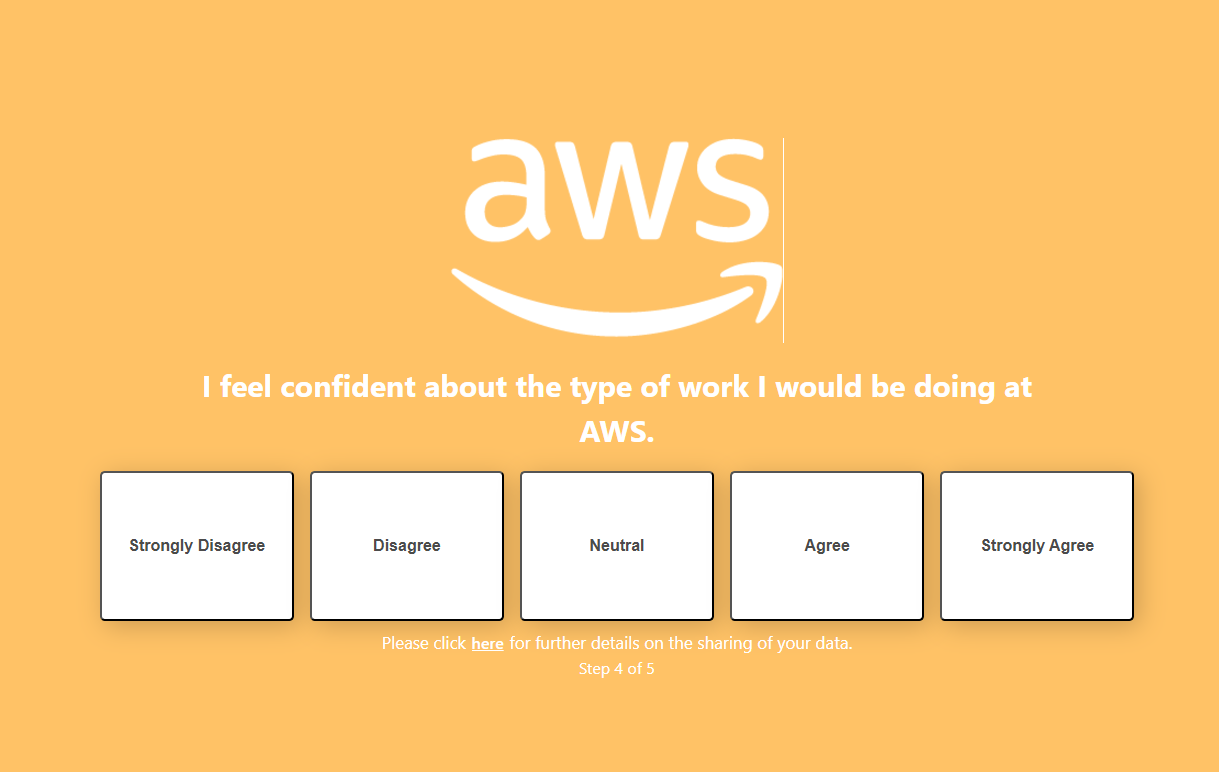 aws
I feel confident about the type of work I would be doing at
AWS.
Strongly Disagree
Disagree
Neutral
Agree
Strongly Agree
Please click here for further details on the sharing of your data.
Step 4 of 5